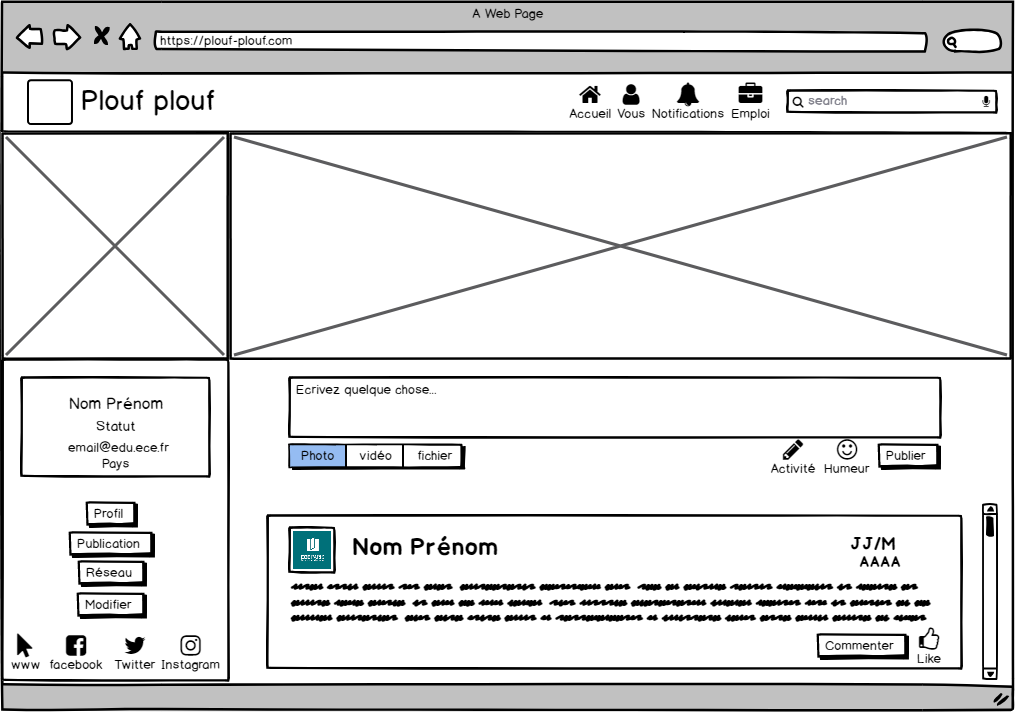 A Web Page
https://plouf-plouf.com
Plouf plouf
Accueil Vous Notifications Emploi
search
Nom Prénom
Statut
email@edu.ece.fr
Pays
Profil
Publication
Réseau
Modifier
www facebook Twitter Instagram
Ecrivez quelque chose...
Photo vidéo fichier
Activité Humeur Publier
Nom Prénom
JJ/M
AAAA
Commenter
Like